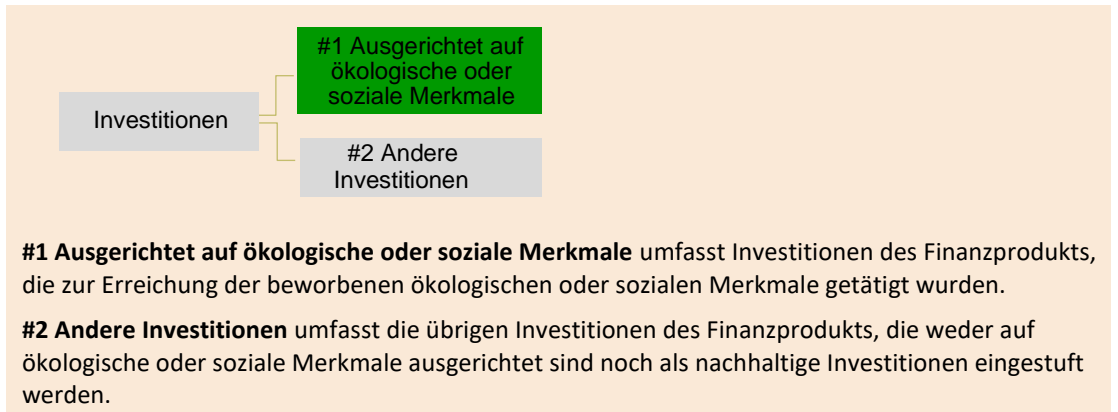 #1 Ausgerichtet auf
ökologische oder
soziale Merkmale
Investitionen
#2 Andere
Investitionen
#1 Ausgerichtet auf ökologische oder soziale Merkmale umfasst Investitionen des Finanzprodukts,
die zur Erreichung der beworbenen ökologischen oder sozialen Merkmale getätigt wurden.
#2 Andere Investitionen umfasst die übrigen Investitionen des Finanzprodukts, die weder auf
ökologische oder soziale Merkmale ausgerichtet sind noch als nachhaltige Investitionen eingestuft
werden.